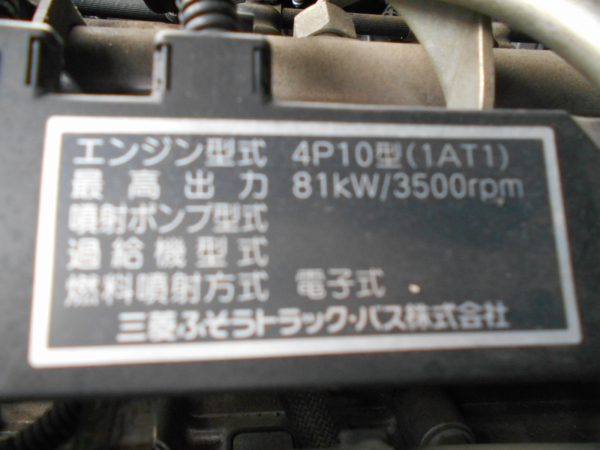 エンジン型式 4P10型(1AT1)
最高出力 81kW/3500rpm
噴射ポンプ型式
過給機型式
燃料噴射方式 電子式
三菱ふそうトラック・バス株式会社